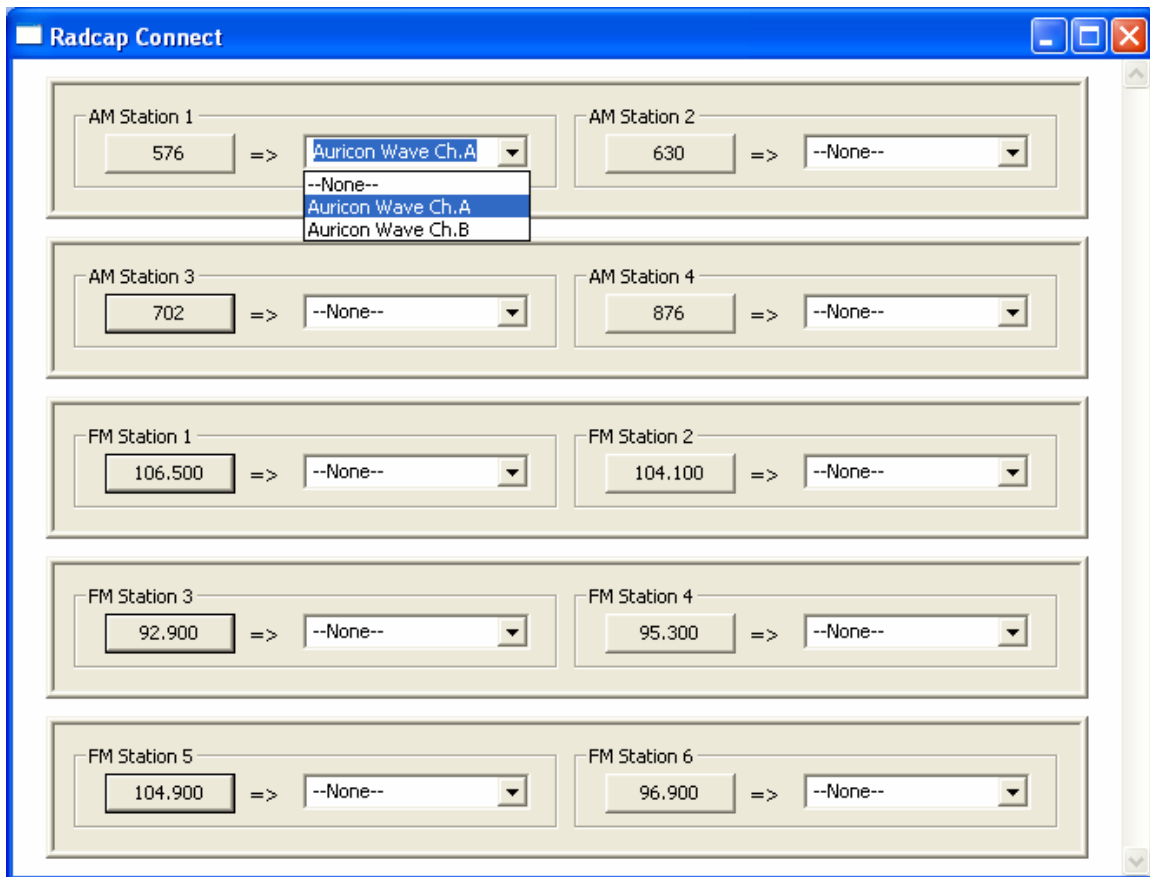 Radcap Connect
AM Station 1
576 => Auricon Wave Ch.A
--None--
Auricon Wave Ch.A
Auricon Wave Ch.B
AM Station 2
630 => --None--
AM Station 3
702 => --None--
AM Station 4
876 => --None--
FM Station 1
106.500 => --None--
FM Station 2
104.100 => --None--
FM Station 3
92.900 => --None--
FM Station 4
95.300 => --None--
FM Station 5
104.900 => --None--
FM Station 6
96.900 => --None--